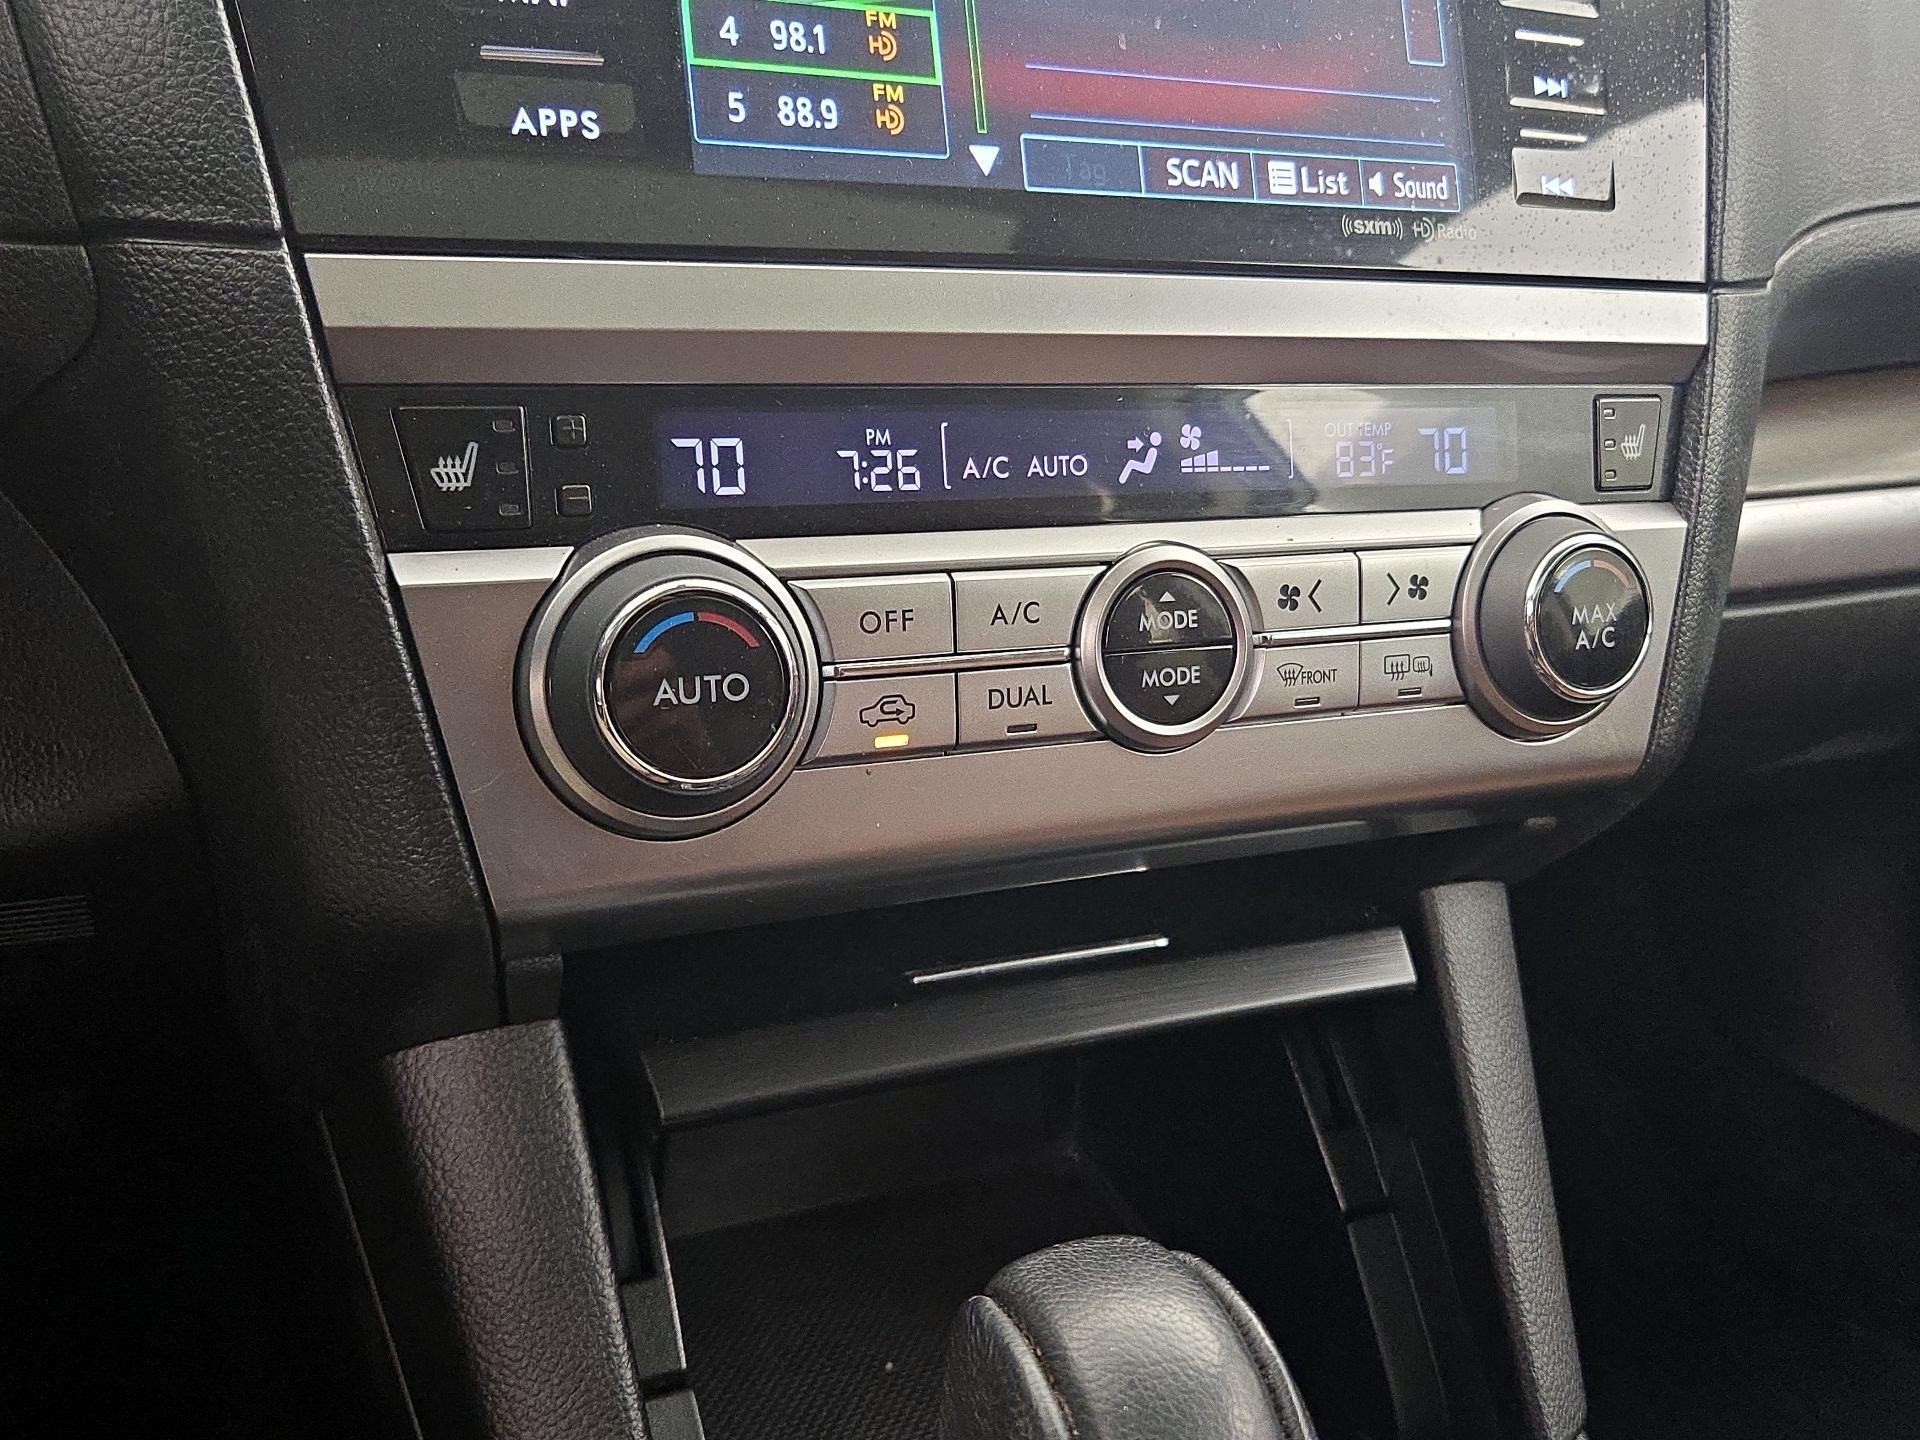 4 98.1 FM HD
5 88.9 FM HD
APPS
Tag SCAN List Sound
((sxm)) HD Radio
70 PM 7:26 A/C AUTO OUT TEMP 83°F 70
AUTO OFF A/C MODE MAX A/C
DUAL MODE FRONT